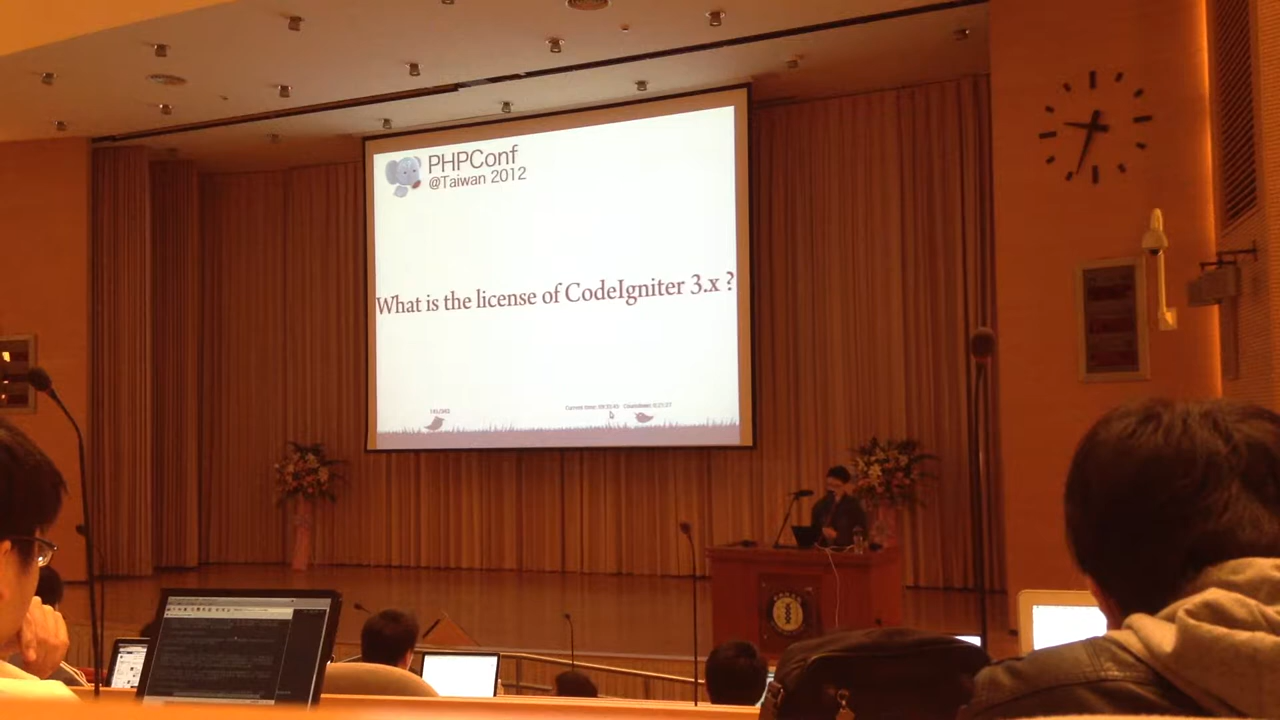 PHPConf
@Taiwan 2012
What is the license of CodeIgniter 3.x ?